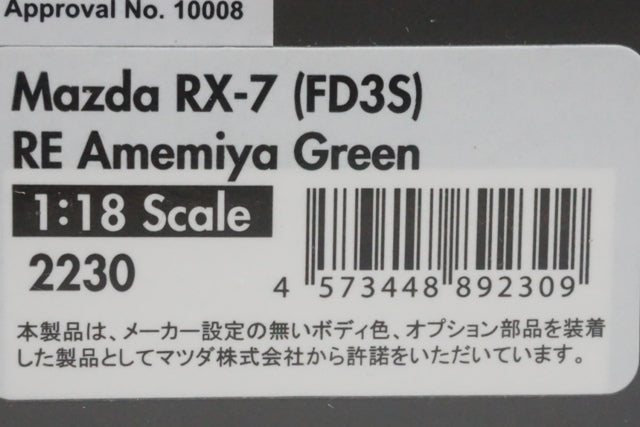 Approval No. 10008
Mazda RX-7 (FD3S)
RE Amemiya Green
1:18 Scale
2230
4 573448 892309
本製品は、メーカー設定の無いボディ色、オプション部品を装着
した製品としてマツダ株式会社から許諾をいただいています。